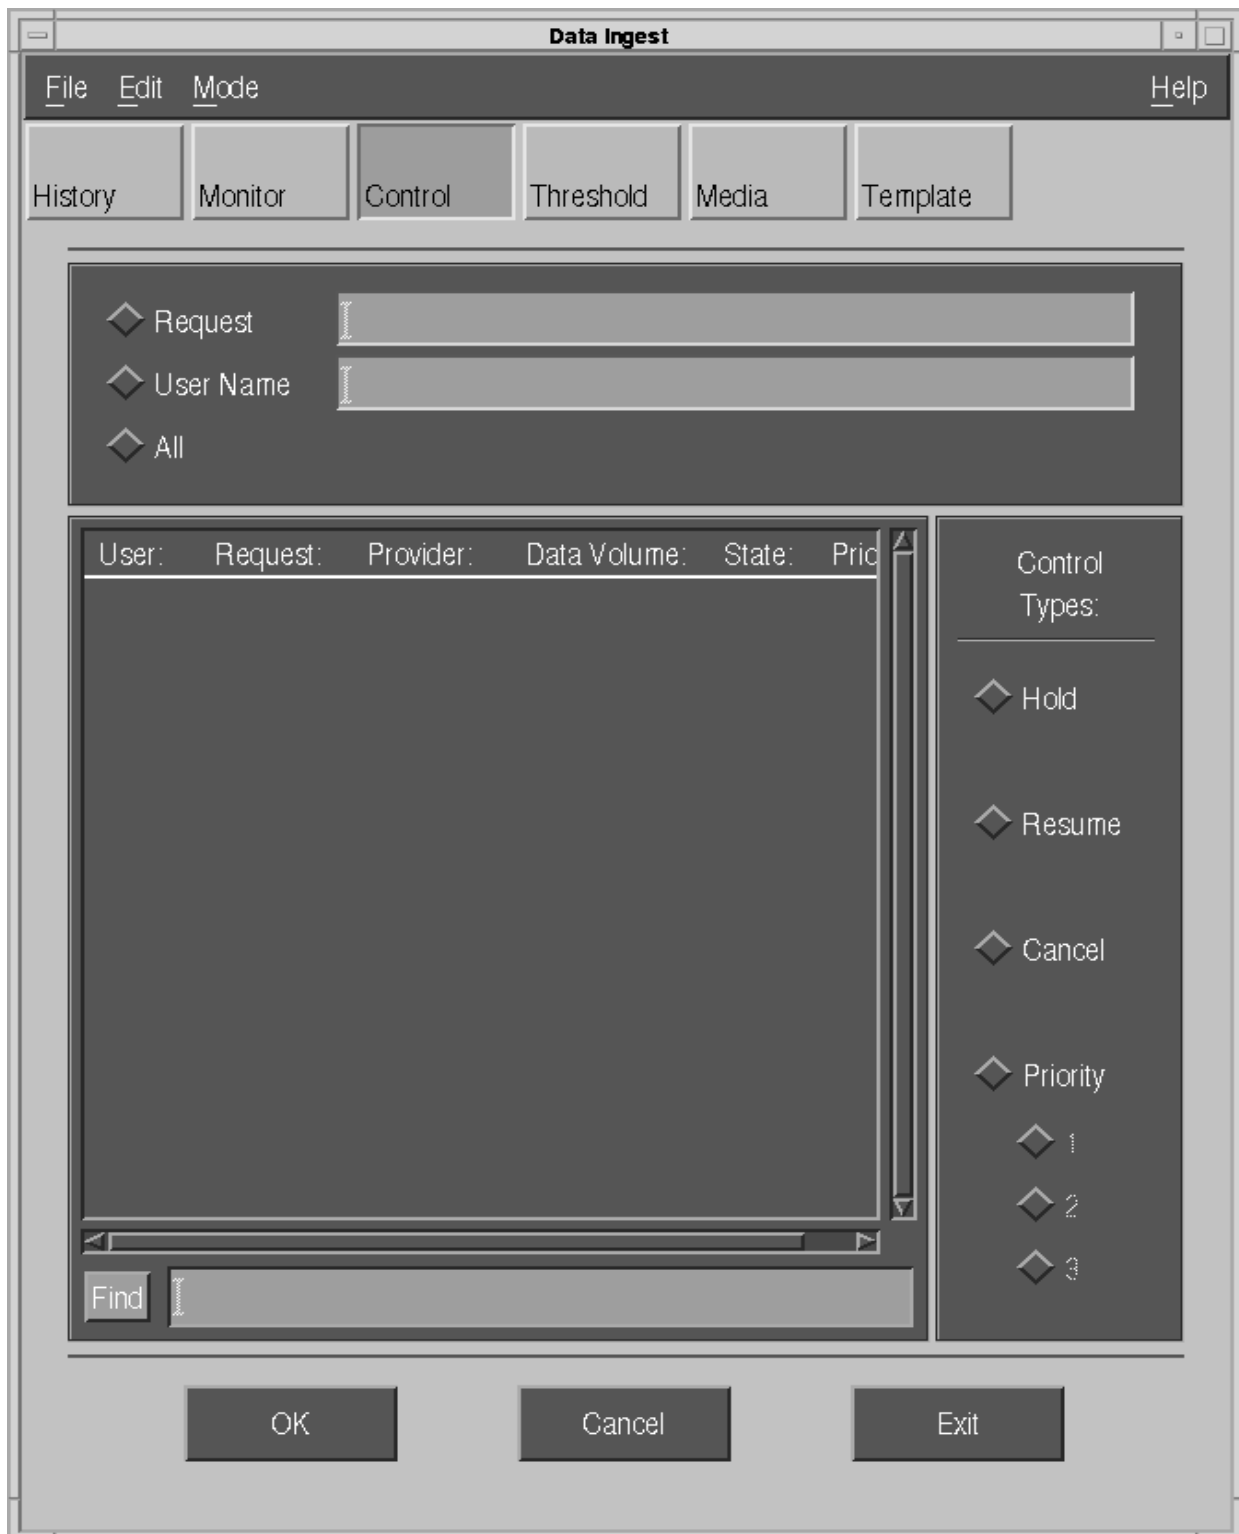 Data Ingest
File Edit Mode Help
History Monitor Control Threshold Media Template
Request
User Name
All
User: Request: Provider: Data Volume: State: Prio
Control
Types:
Hold
Resume
Cancel
Priority
1
2
3
Find
OK Cancel Exit